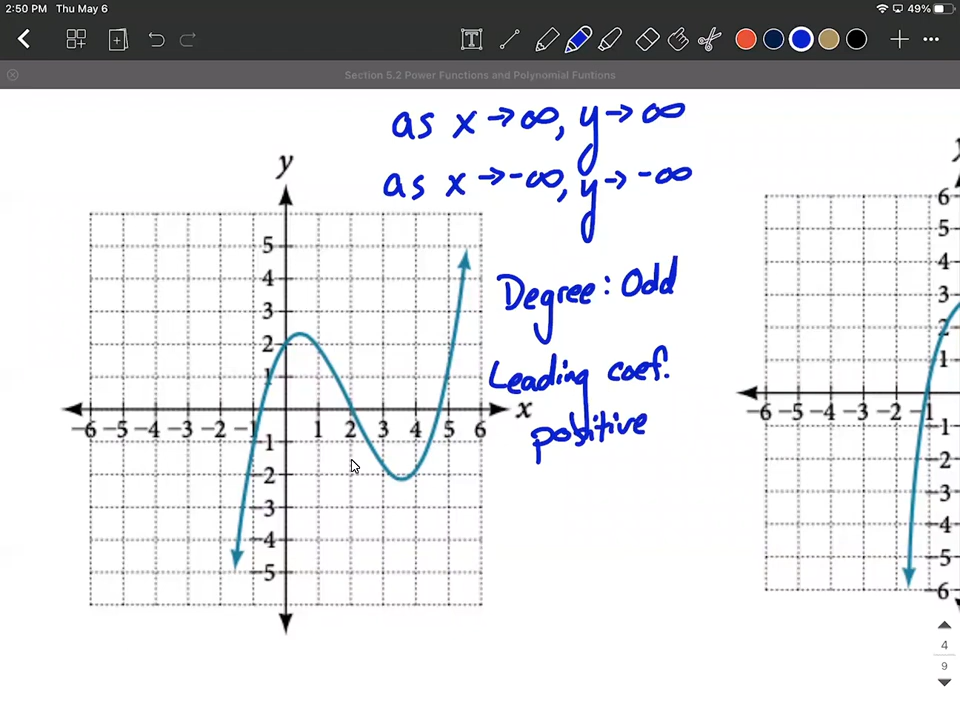 2:50 PM Thu May 6
49%
Section 5.2 Power Functions and Polynomial Funtions
as x→∞, y→∞
as x→-∞, y→-∞
Degree: Odd
Leading coef.
positive
y
5
4
3
2
1
-6 -5 -4 -3 -2 -1 1 2 3 4 5 6 x
-1
-2
-3
-4
-5
6
5
4
3
2
1
-6 -5 -4 -3 -2 -1
-1
-2
-3
-4
-5
-6
4
9